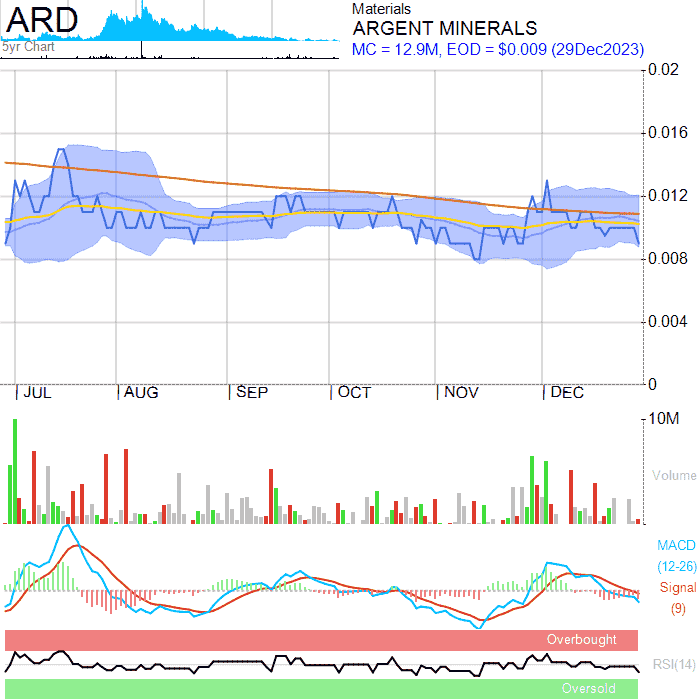 ARD
5yr Chart
Materials
ARGENT MINERALS
MC = 12.9M, EOD = $0.009 (29Dec2023)
0.02
0.016
0.012
0.008
0.004
0
JUL AUG SEP OCT NOV DEC
10M
Volume
MACD
(12-26)
Signal
(9)
Overbought
RSI(14)
Oversold